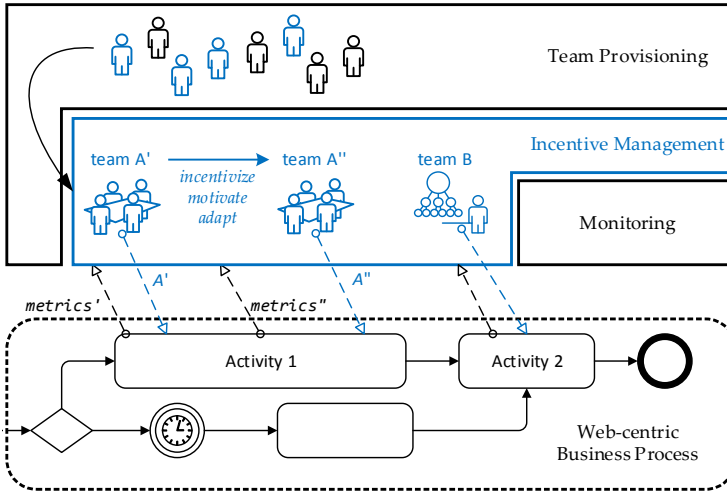 Team Provisioning
Incentive Management
team A'
team A''
team B
incentivize
motivate
adapt
Monitoring
A'
A"
metrics'
metrics"
Activity 1
Activity 2
Web-centric
Business Process